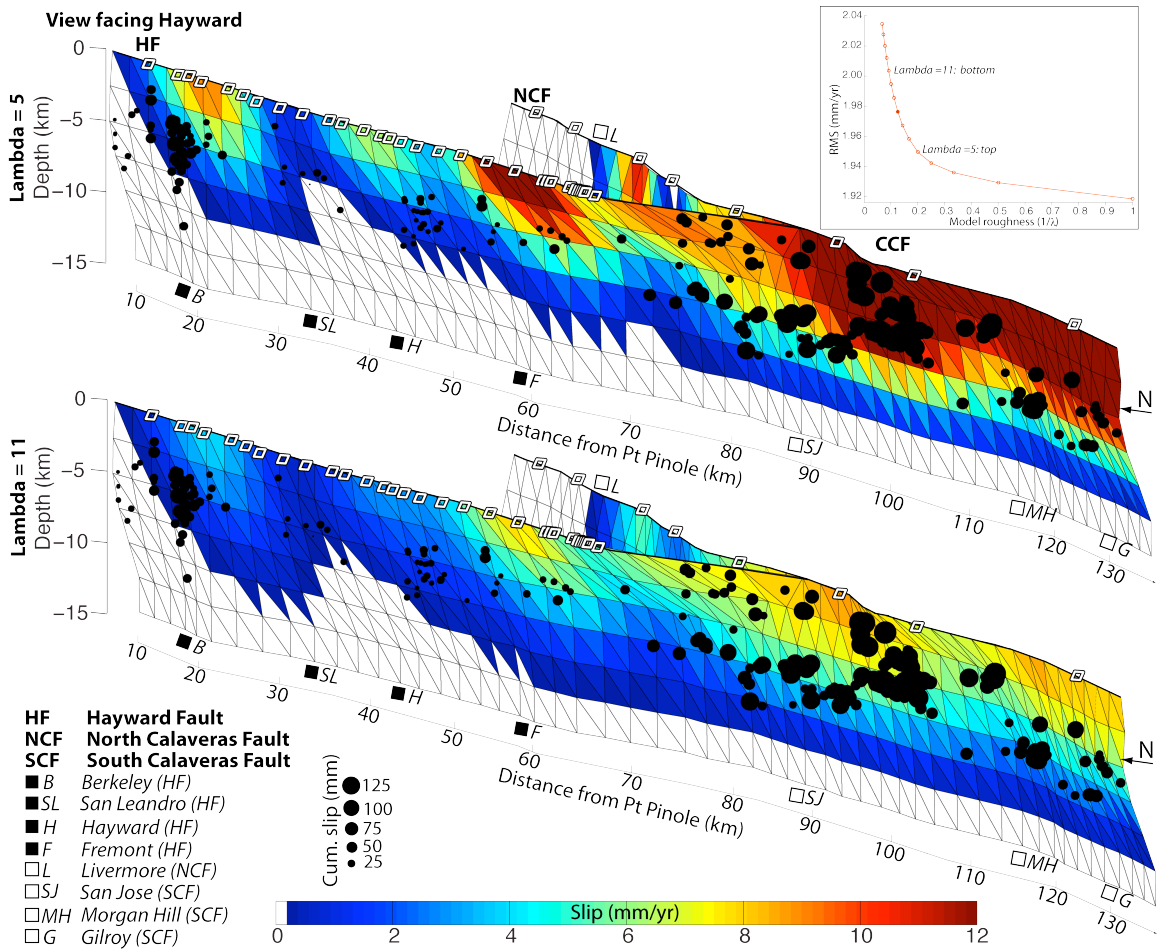 View facing Hayward
HF
NCF
L
CCF
N
0
−5
−10
−15
Lambda = 5
Depth (km)
B
SL
H
F
SJ
MH
G
10
20
30
40
50
60
70
80
90
100
110
120
130
Distance from Pt Pinole (km)
2.04
2.02
2.00
1.98
1.96
1.94
1.92
RMS (mm/yr)
Lambda =11: bottom
Lambda =5: top
0 0.1 0.2 0.3 0.4 0.5 0.6 0.7 0.8 0.9 1
Model roughness (1/λ)
0
−5
−10
−15
Lambda = 11
Depth (km)
L
N
B
SL
H
F
SJ
MH
G
10
20
30
40
50
60
70
80
90
100
110
120
130
Distance from Pt Pinole (km)
HF Hayward Fault
NCF North Calaveras Fault
SCF South Calaveras Fault
B Berkeley (HF)
SL San Leandro (HF)
H Hayward (HF)
F Fremont (HF)
L Livermore (NCF)
SJ San Jose (SCF)
MH Morgan Hill (SCF)
G Gilroy (SCF)
Cum. slip (mm)
125
100
75
50
25
Slip (mm/yr)
0 2 4 6 8 10 12